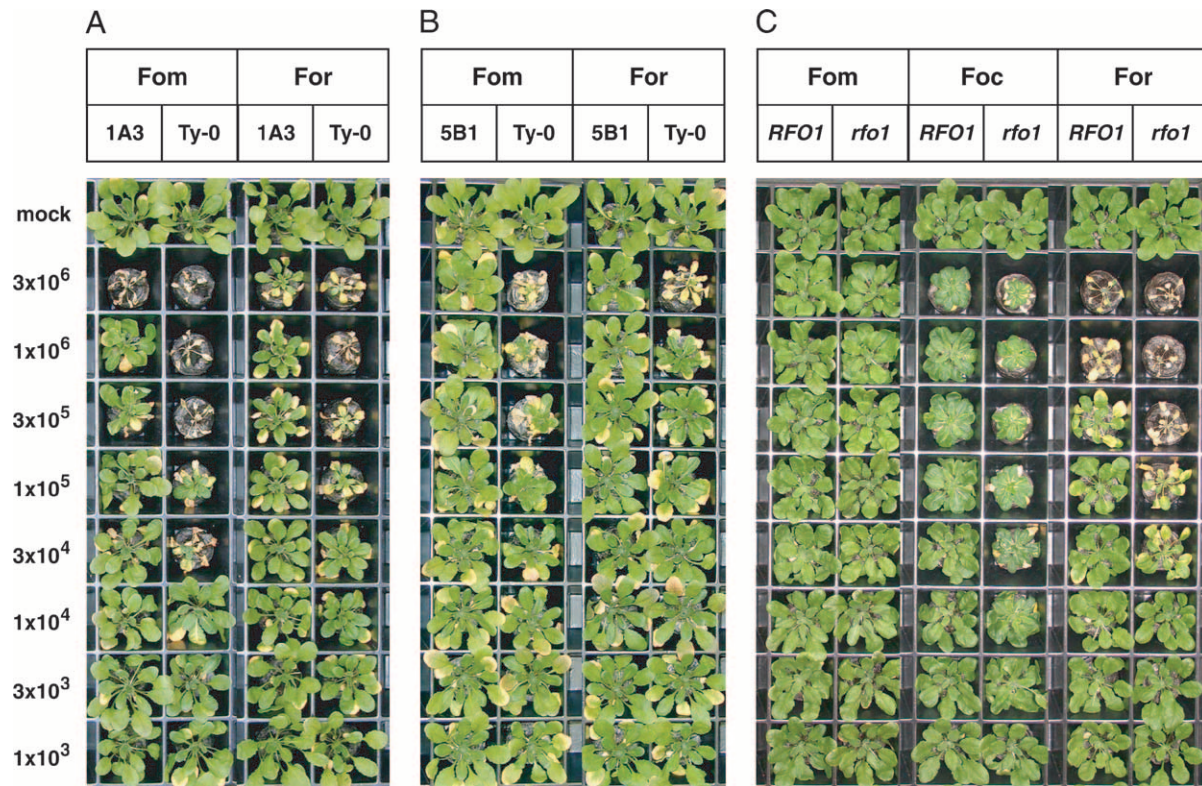 A B C
Fom For Fom For Fom Foc For
1A3 Ty-0 1A3 Ty-0 5B1 Ty-0 5B1 Ty-0 RFO1 rfo1 RFO1 rfo1 RFO1 rfo1
mock
3x10⁶
1x10⁶
3x10⁵
1x10⁵
3x10⁴
1x10⁴
3x10³
1x10³